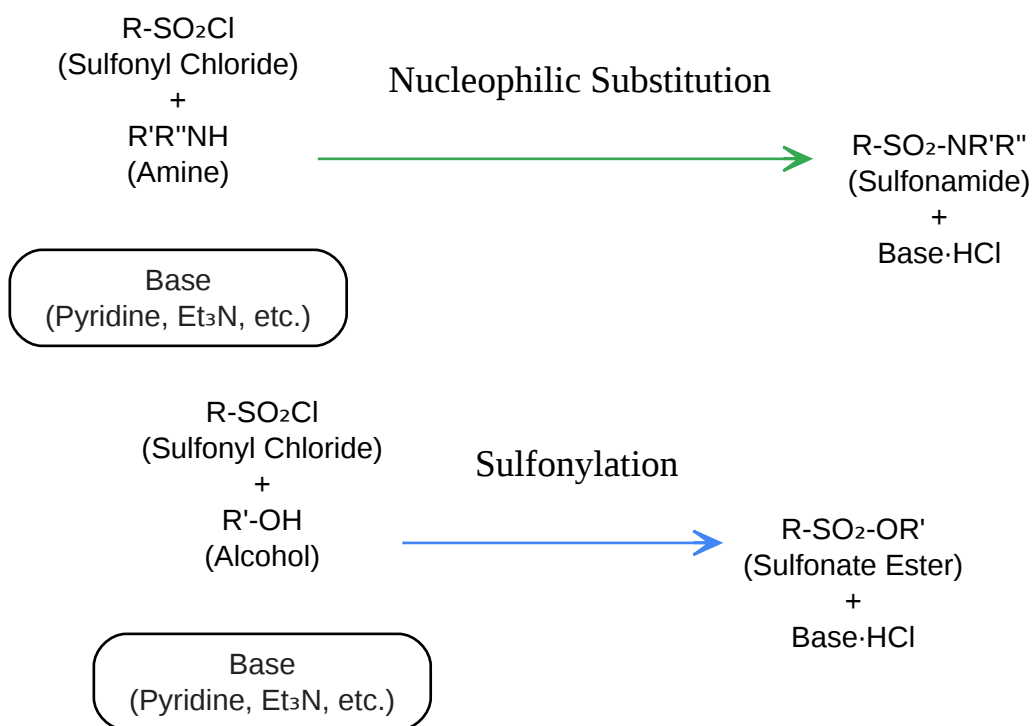 R-SO₂Cl
(Sulfonyl Chloride)
+
R'R"NH
(Amine)
Nucleophilic Substitution
R-SO₂-NR'R"
(Sulfonamide)
+
Base·HCl
Base
(Pyridine, Et₃N, etc.)
R-SO₂Cl
(Sulfonyl Chloride)
+
R'-OH
(Alcohol)
Sulfonylation
R-SO₂-OR'
(Sulfonate Ester)
+
Base·HCl
Base
(Pyridine, Et₃N, etc.)